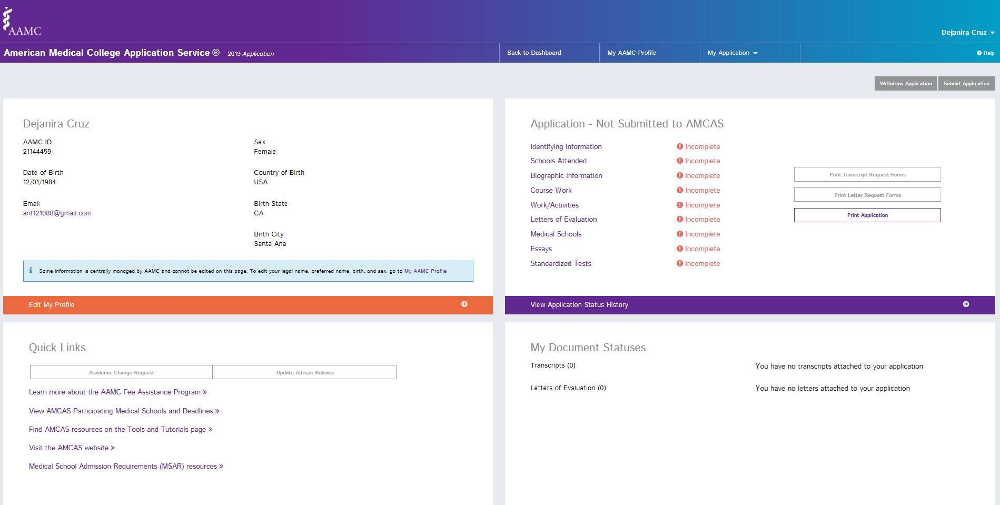 AAMC
Dejanira Cruz
American Medical College Application Service ® 2019 Application
Back to Dashboard
My AAMC Profile
My Application
Help
Withdraw Application
Submit Application
Dejanira Cruz
AAMC ID
21144459
Sex
Female
Date of Birth
12/01/1984
Country of Birth
USA
Email
arif121088@gmail.com
Birth State
CA
Birth City
Santa Ana
Some information is centrally managed by AAMC and cannot be edited on this page. To edit your legal name, preferred name, birth, and sex, go to My AAMC Profile
Edit My Profile
Application - Not Submitted to AMCAS
Identifying Information Incomplete
Schools Attended Incomplete
Biographic Information Incomplete
Course Work Incomplete
Work/Activities Incomplete
Letters of Evaluation Incomplete
Medical Schools Incomplete
Essays Incomplete
Standardized Tests Incomplete
Print Transcript Request Forms
Print Letter Request Forms
Print Application
View Application Status History
Quick Links
Academic Change Request
Update Advisor Release
Learn more about the AAMC Fee Assistance Program »
View AMCAS Participating Medical Schools and Deadlines »
Find AMCAS resources on the Tools and Tutorials page »
Visit the AMCAS website »
Medical School Admission Requirements (MSAR) resources »
My Document Statuses
Transcripts (0) You have no transcripts attached to your application
Letters of Evaluation (0) You have no letters attached to your application